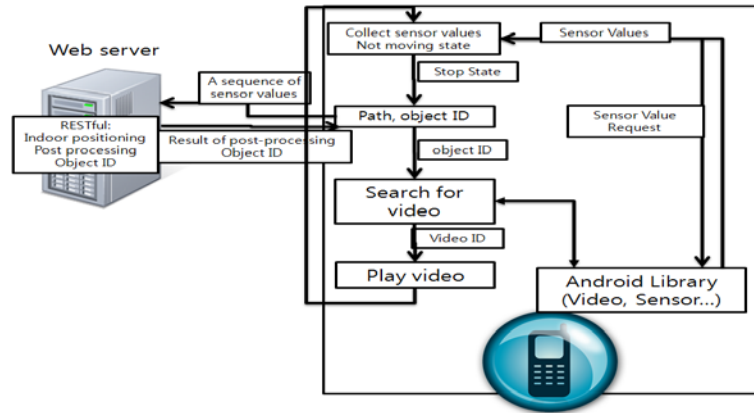 Web server
Collect sensor values
Not moving state
Sensor Values
A sequence of
sensor values
Stop State
RESTful:
Indoor positioning
Post processing
Object ID
Result of post-processing
Object ID
Path, object ID
Sensor Value
Request
object ID
Search for
video
Video ID
Play video
Android Library
(Video, Sensor...)